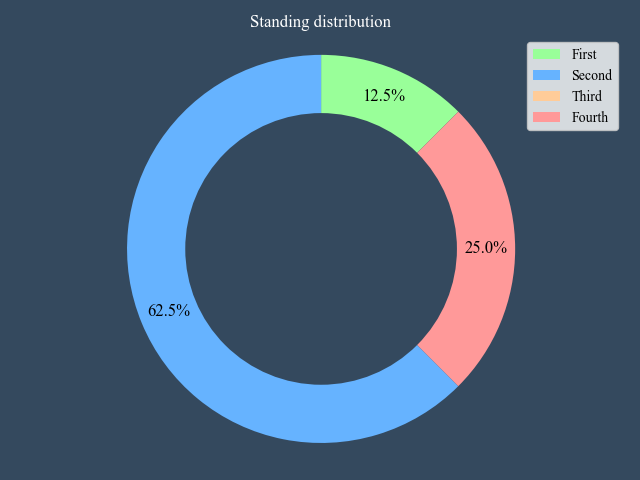 Standing distribution
First
Second
Third
Fourth
12.5%
25.0%
62.5%